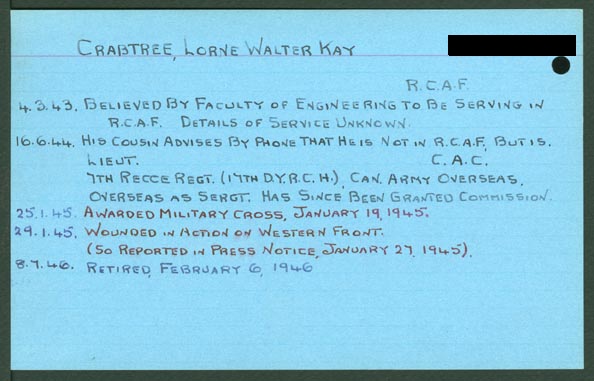 CRABTREE, LORNE WALTER KAY
R.C.A.F.
4.3.43. BELIEVED BY FACULTY OF ENGINEERING TO BE SERVING IN
R.C.A.F. DETAILS OF SERVICE UNKNOWN.
16.6.44. HIS COUSIN ADVISES BY PHONE THAT HE IS NOT IN R.C.A.F, BUT IS.
LIEUT. C.A.C.
7TH RECCE REGT. (17TH D.Y.R.C.H.), CAN. ARMY OVERSEAS,
OVERSEAS AS SERGT. HAS SINCE BEEN GRANTED COMMISSION.
25.1.45. AWARDED MILITARY CROSS, JANUARY 19, 1945.
29.1.45. WOUNDED IN ACTION ON WESTERN FRONT.
(SO REPORTED IN PRESS NOTICE, JANUARY 27, 1945).
8.7.46. RETIRED, FEBRUARY 6, 1946